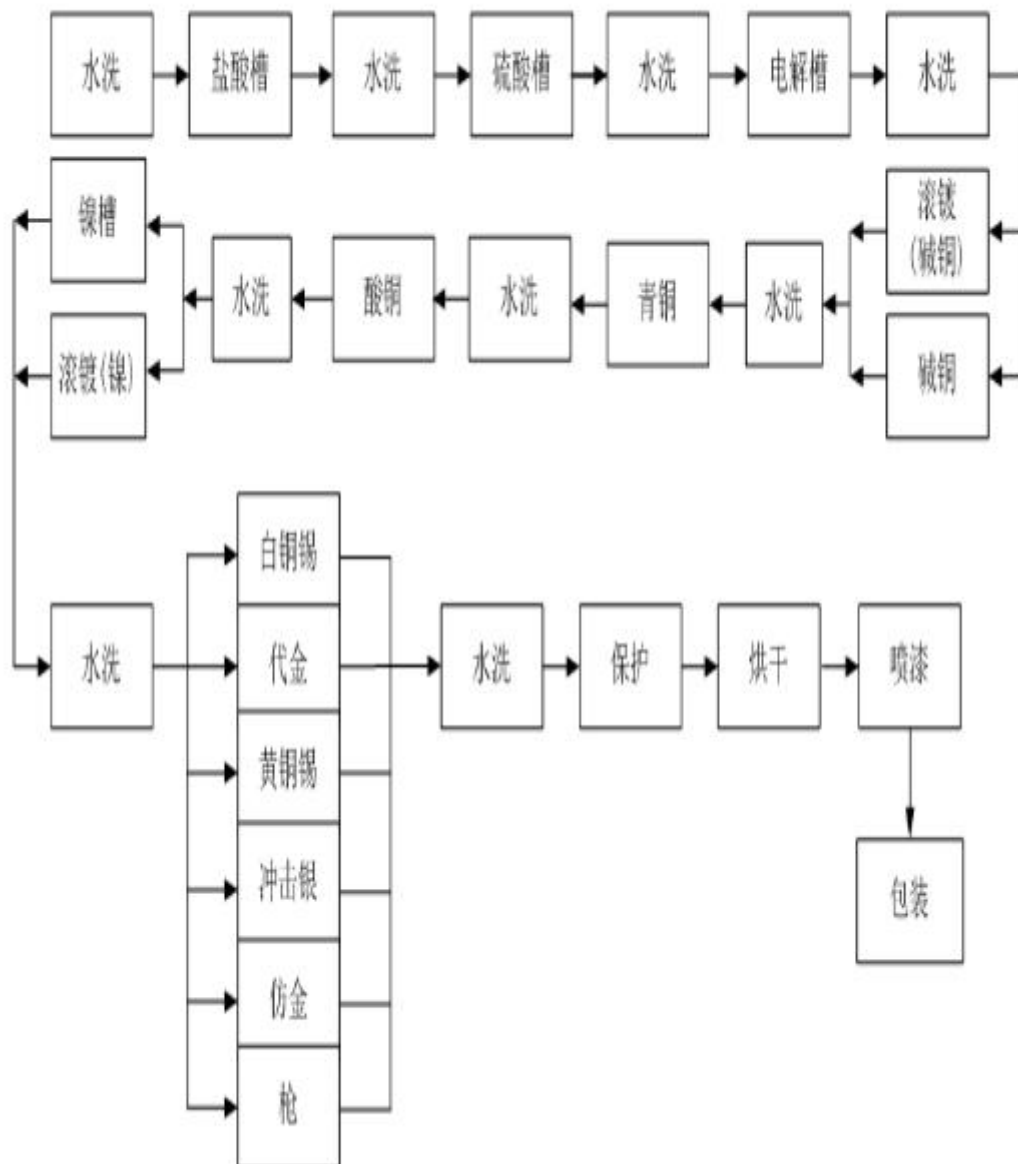 水洗
盐酸槽
水洗
硫酸槽
水洗
电解槽
水洗
滚镀
(碱铜)
碱铜
水洗
青铜
水洗
酸铜
水洗
镍槽
滚镀(镍)
水洗
白铜锡
代金
黄铜锡
冲击银
仿金
枪
水洗
保护
烘干
喷漆
包装